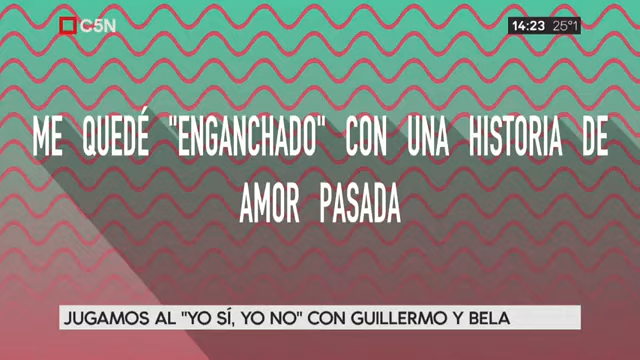 C5N
14:23 25°1
ME QUEDÉ "ENGANCHADO" CON UNA HISTORIA DE
AMOR PASADA
JUGAMOS AL "YO SÍ, YO NO" CON GUILLERMO Y BELA